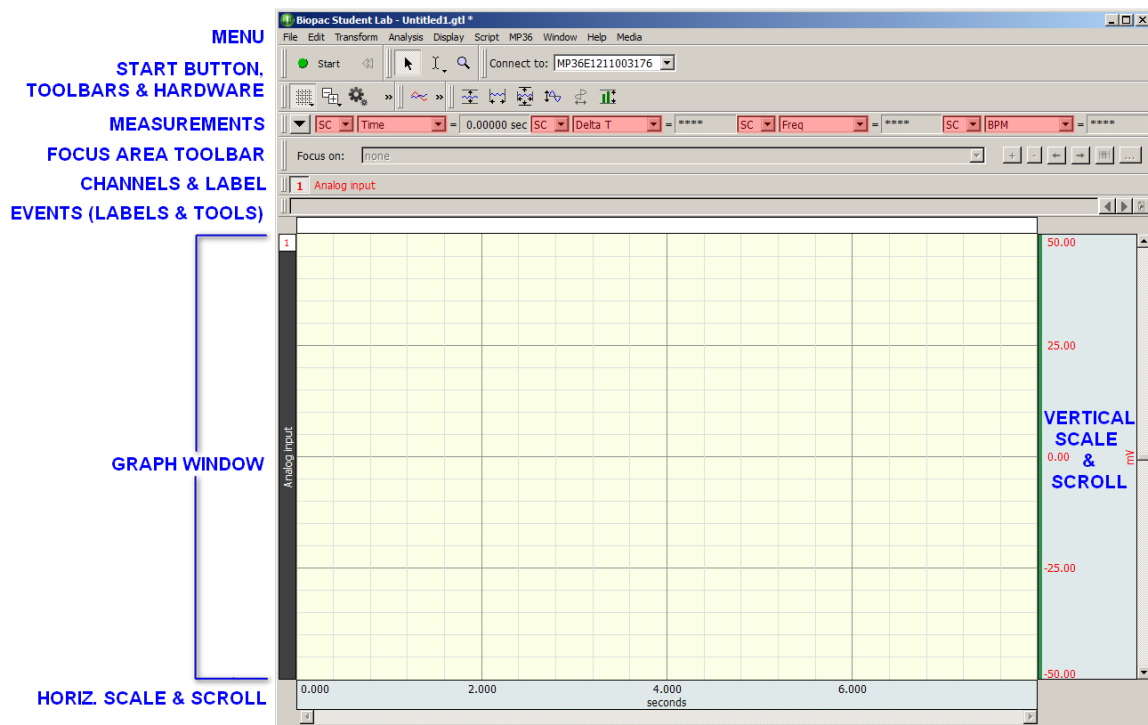 Biopac Student Lab - Untitled1.gtl *
MENU
File Edit Transform Analysis Display Script MP36 Window Help Media
START BUTTON,
TOOLBARS & HARDWARE
Start
Connect to: MP36E1211003176
MEASUREMENTS
SC Time = 0.00000 sec SC Delta T = **** SC Freq = **** SC BPM = ****
FOCUS AREA TOOLBAR
Focus on: none
CHANNELS & LABEL
1 Analog input
EVENTS (LABELS & TOOLS)
GRAPH WINDOW
1
Analog input
50.00
25.00
0.00
-25.00
-50.00
mV
VERTICAL
SCALE
&
SCROLL
HORIZ. SCALE & SCROLL
0.000 2.000 4.000 6.000
seconds